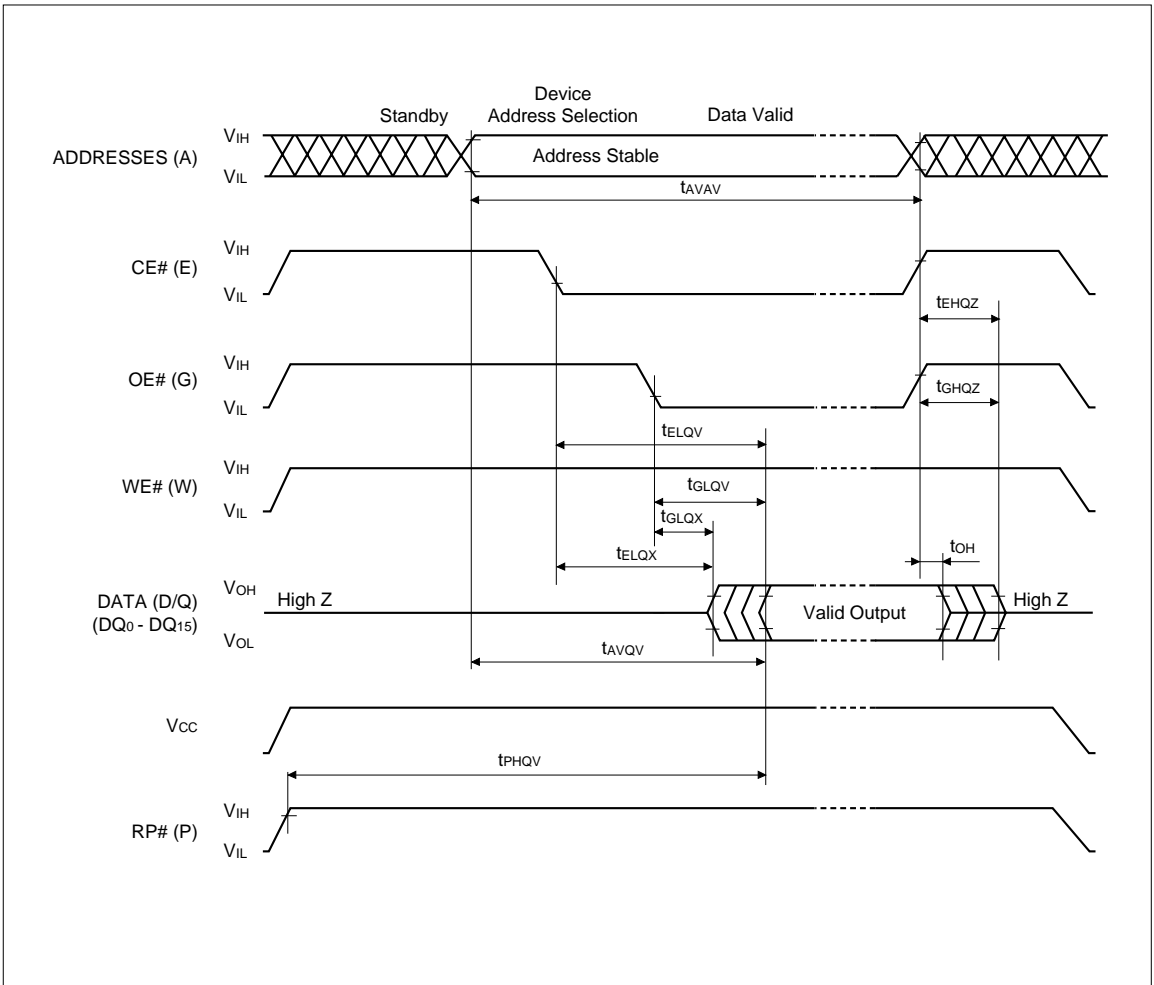 Device
Standby Address Selection Data Valid
VIH
ADDRESSES (A) Address Stable
VIL
tAVAV
VIH
CE# (E)
VIL
tEHQZ
VIH
OE# (G)
tGHQZ
VIL
tELQV
VIH
WE# (W)
tGLQV
VIL
tGLQX
tELQX
tOH
VOH
High Z
DATA (D/Q) Valid Output High Z
(DQ0 - DQ15)
VOL
tAVQV
VCC
tPHQV
VIH
RP# (P)
VIL